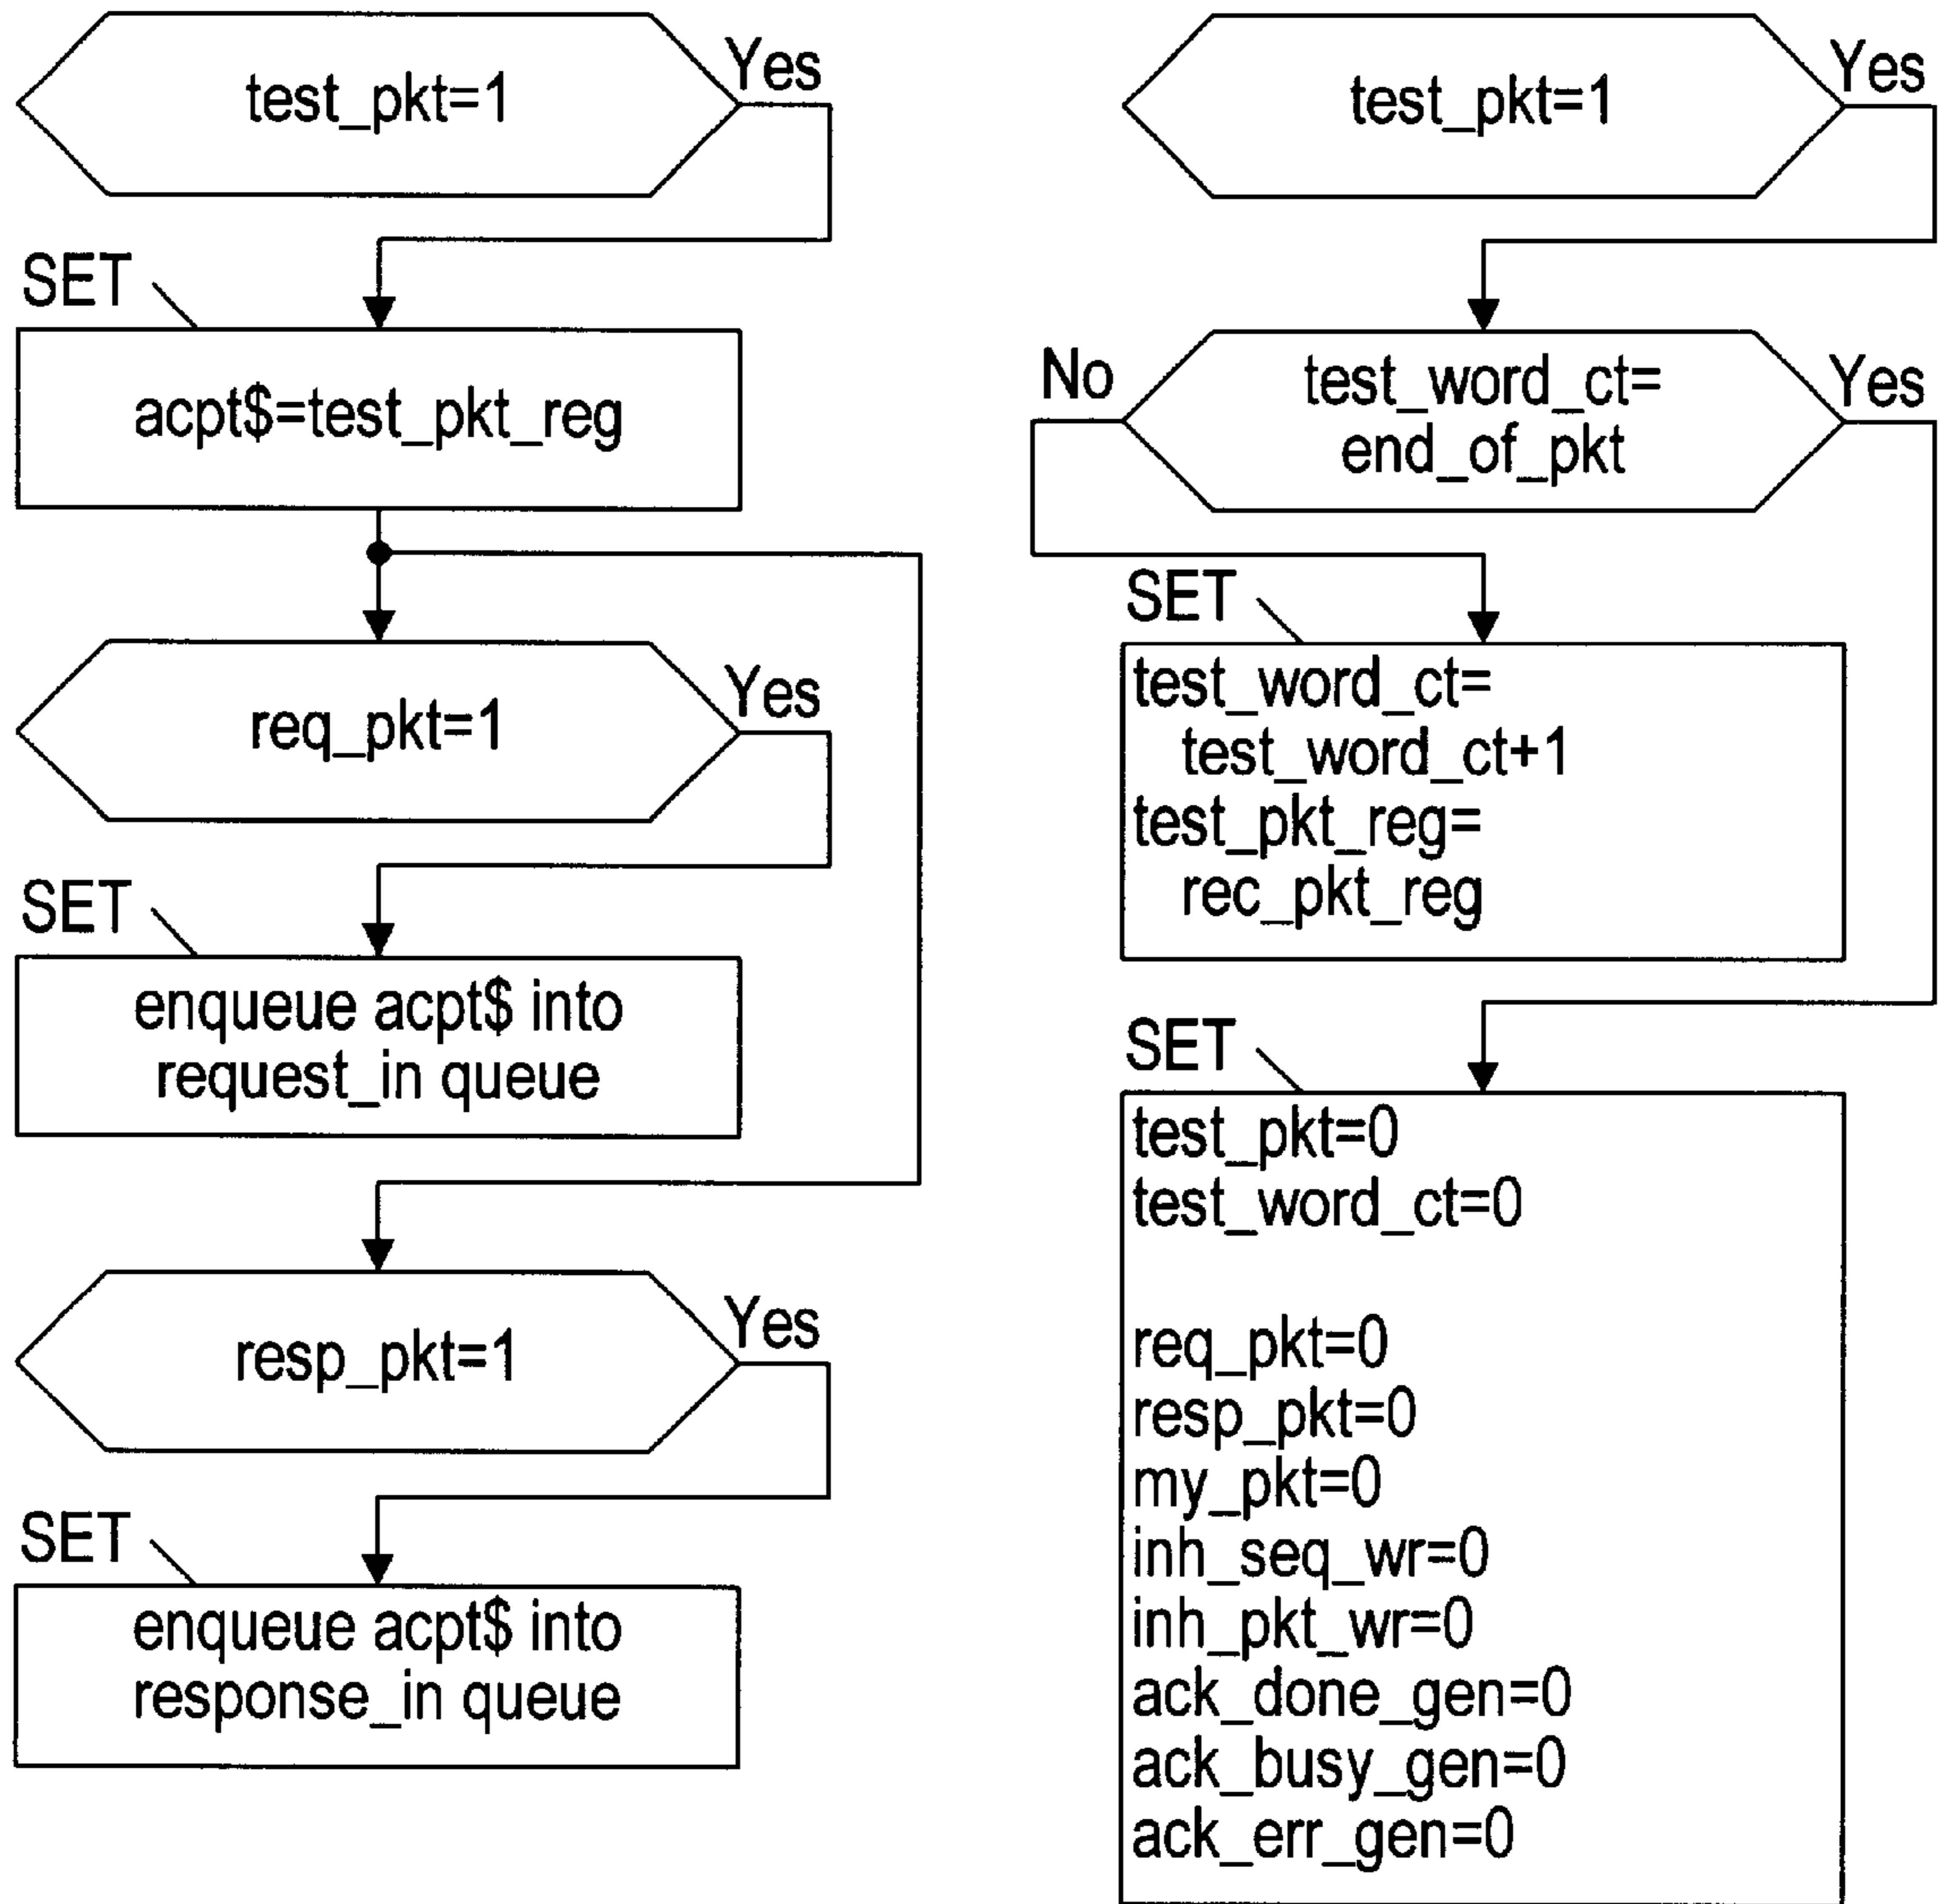 test_pkt=1
Yes
SET
acpt$=test_pkt_reg
req_pkt=1
Yes
SET
enqueue acpt$ into
request_in queue
resp_pkt=1
Yes
SET
enqueue acpt$ into
response_in queue
test_pkt=1
Yes
No
test_word_ct=
end_of_pkt
Yes
SET
test_word_ct=
test_word_ct+1
test_pkt_reg=
rec_pkt_reg
SET
test_pkt=0
test_word_ct=0
req_pkt=0
resp_pkt=0
my_pkt=0
inh_seq_wr=0
inh_pkt_wr=0
ack_done_gen=0
ack_busy_gen=0
ack_err_gen=0